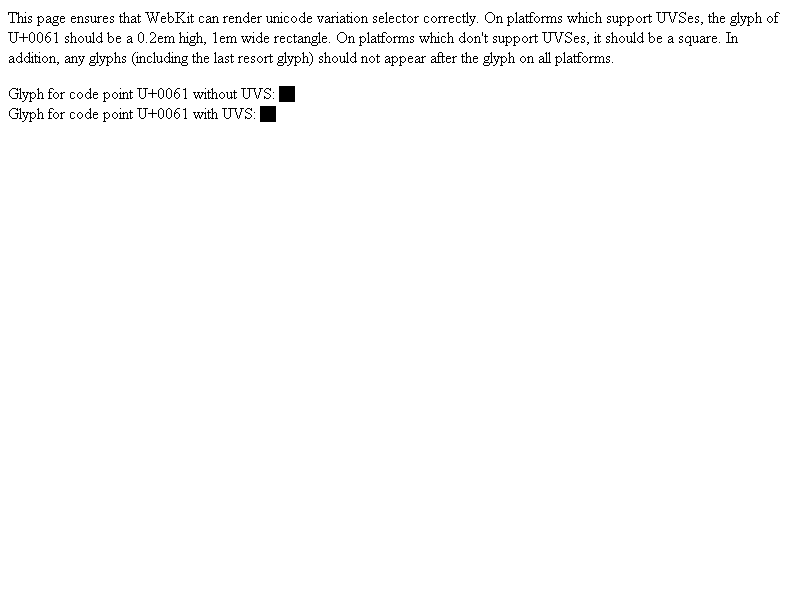 This page ensures that WebKit can render unicode variation selector correctly. On platforms which support UVSes, the glyph of
U+0061 should be a 0.2em high, 1em wide rectangle. On platforms which don't support UVSes, it should be a square. In
addition, any glyphs (including the last resort glyph) should not appear after the glyph on all platforms.
Glyph for code point U+0061 without UVS:
Glyph for code point U+0061 with UVS: